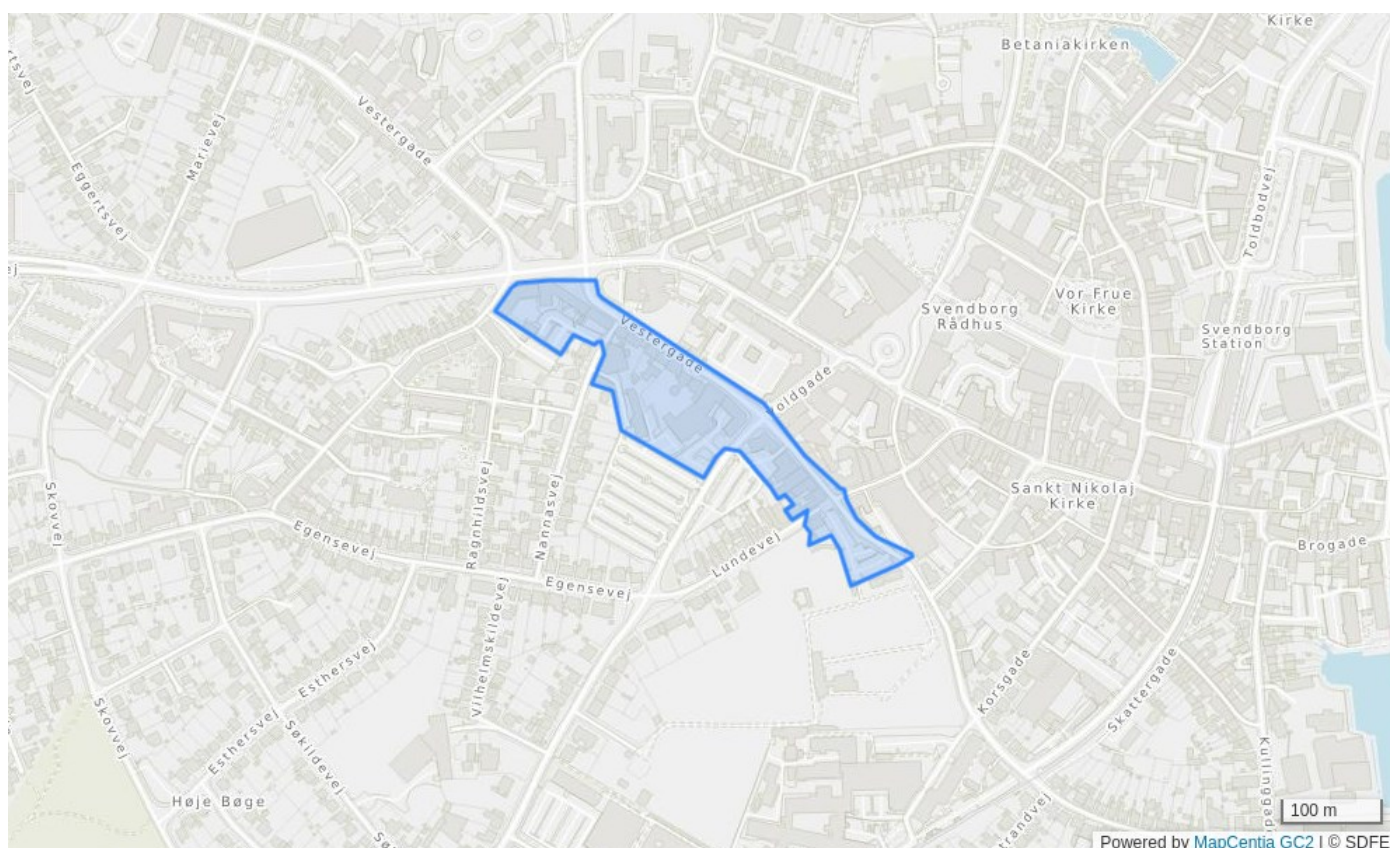 Kirke
Betaniakirken
Vestergade
Marievej
Eggertsvej
Toldbodvej
Vor Frue
Kirke
Svendborg
Rådhus
Svendborg
Station
Vestergade
oldgade
Sankt Nikolaj
Kirke
Skovvej
Ragnhildsvej
Nannasvej
Egensevej
Lundevej
Brogade
Egensevej
Vilhelmskildevej
Esthersvej
Korsgade
Skattergade
Skovvej
Esthersvej
Søkildevej
Kullinggade
Høje Bøge
100 m
trandvej
Powered by MapCentia GC2 | © SDFE